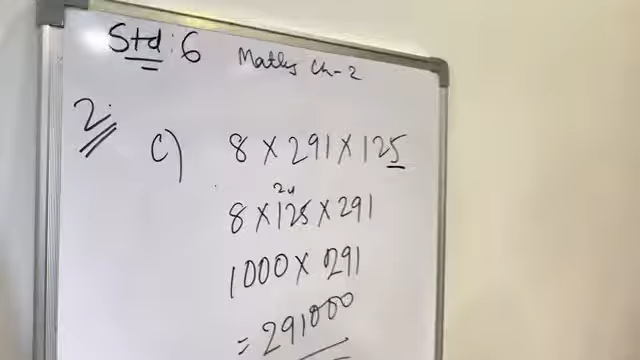 Std: 6 Maths Ch-2
2.
c) 8 × 291 × 125
8 × 125 × 291
1000 × 291
= 291000